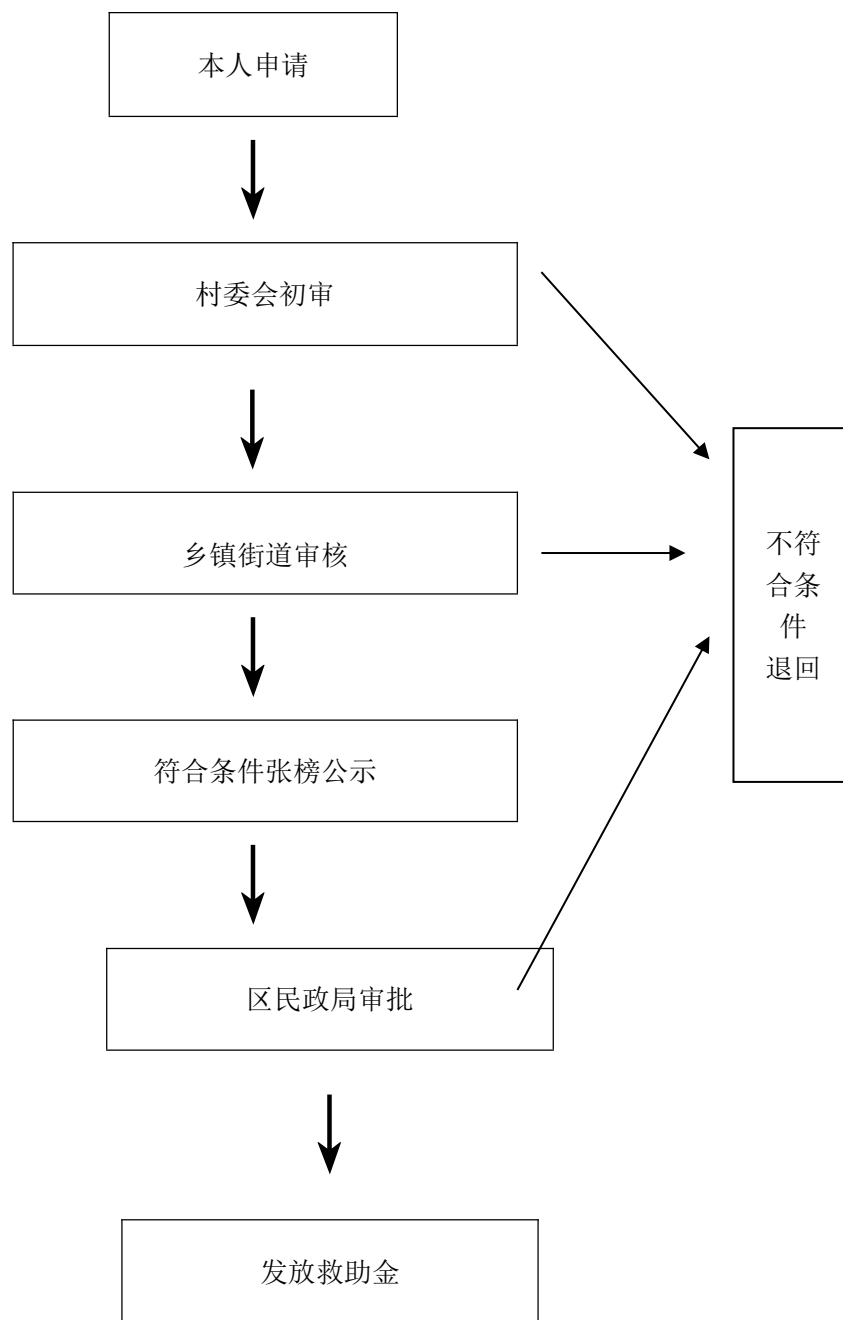 本人申请
村委会初审
乡镇街道审核
不符
合条
件
退回
符合条件张榜公示
区民政局审批
发放救助金